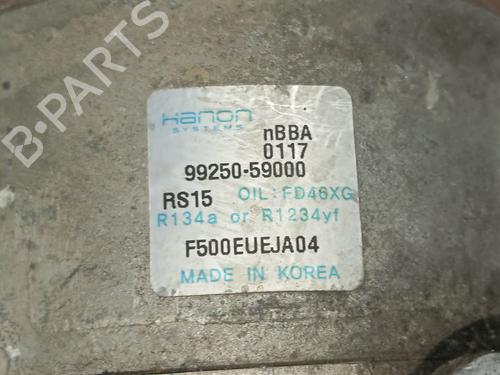 Hanon
SYSTEMS
nBBA
0117
99250-59000
RS15 OIL:FD46XG
R134a or R1234yf
F500EUEJA04
MADE IN KOREA
B-PARTS